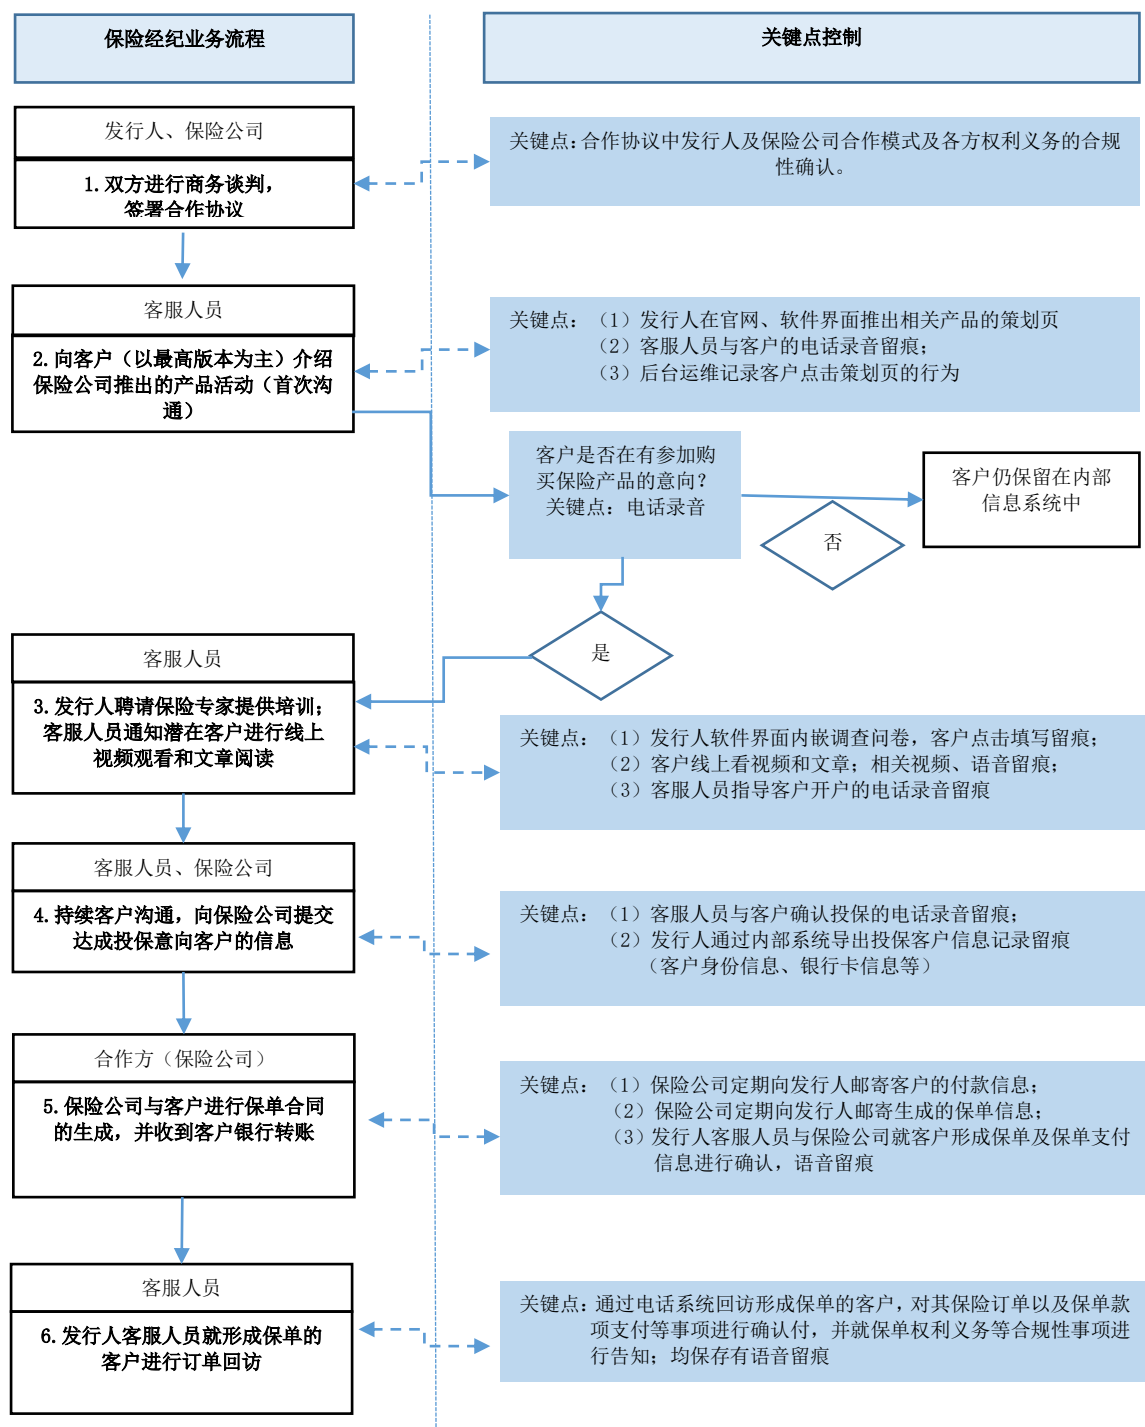 保险经纪业务流程
关键点控制
发行人、保险公司
1.双方进行商务谈判，
签署合作协议
关键点：合作协议中发行人及保险公司合作模式及各方权利义务的合规
性确认。
客服人员
2.向客户（以最高版本为主）介绍
保险公司推出的产品活动（首次沟
通）
关键点：（1）发行人在官网、软件界面推出相关产品的策划页
（2）客服人员与客户的电话录音留痕；
（3）后台运维记录客户点击策划页的行为
客户是否在有参加购
买保险产品的意向？
关键点：电话录音
否
客户仍保留在内部
信息系统中
是
客服人员
3.发行人聘请保险专家提供培训；
客服人员通知潜在客户进行线上
视频观看和文章阅读
关键点：（1）发行人软件界面内嵌调查问卷，客户点击填写留痕；
（2）客户线上看视频和文章；相关视频、语音留痕；
（3）客服人员指导客户开户的电话录音留痕
客服人员、保险公司
4.持续客户沟通，向保险公司提交
达成投保意向客户的信息
关键点：（1）客服人员与客户确认投保的电话录音留痕；
（2）发行人通过内部系统导出投保客户信息记录留痕
（客户身份信息、银行卡信息等）
合作方（保险公司）
5.保险公司与客户进行保单合同
的生成，并收到客户银行转账
关键点：（1）保险公司定期向发行人邮寄客户的付款信息；
（2）保险公司定期向发行人邮寄生成的保单信息；
（3）发行人客服人员与保险公司就客户形成保单及保单支付
信息进行确认，语音留痕
客服人员
6.发行人客服人员就形成保单的
客户进行订单回访
关键点：通过电话系统回访形成保单的客户，对其保险订单以及保单款
项支付等事项进行确认付，并就保单权利义务等合规性事项进
行告知；均保存有语音留痕